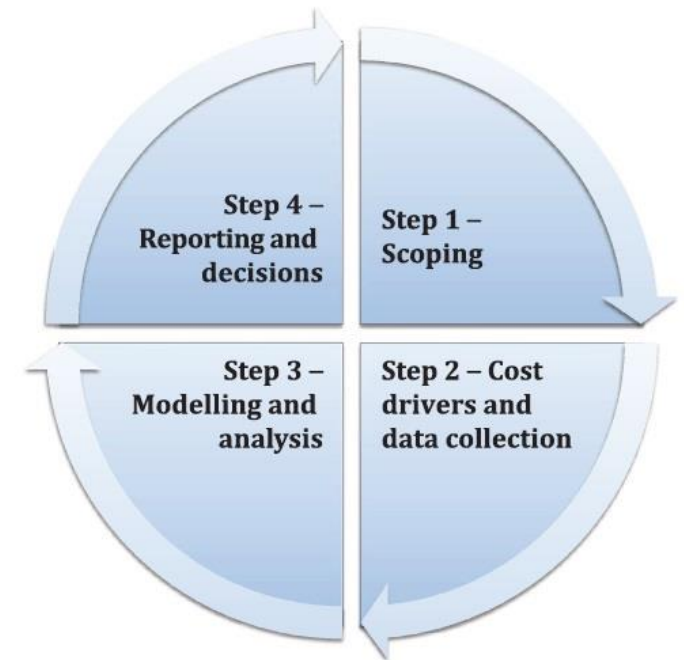 Step 1 –
Scoping
Step 2 – Cost
drivers and
data collection
Step 3 –
Modelling and
analysis
Step 4 –
Reporting and
decisions